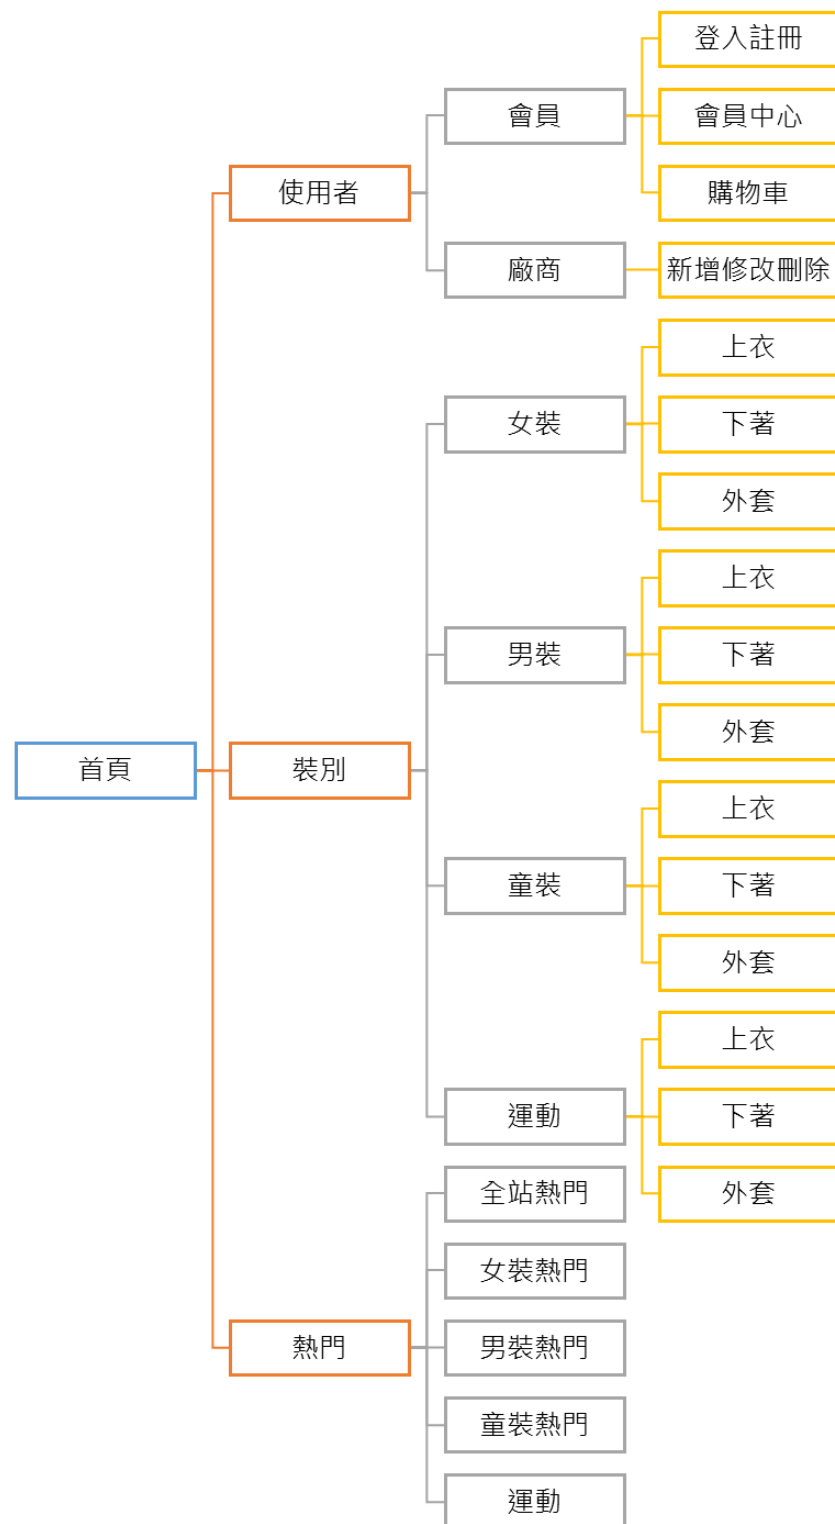 首頁
使用者
會員
登入註冊
會員中心
購物車
廠商
新增修改刪除
裝別
女裝
上衣
下著
外套
男裝
上衣
下著
外套
童裝
上衣
下著
外套
運動
上衣
下著
外套
熱門
全站熱門
女裝熱門
男裝熱門
童裝熱門
運動